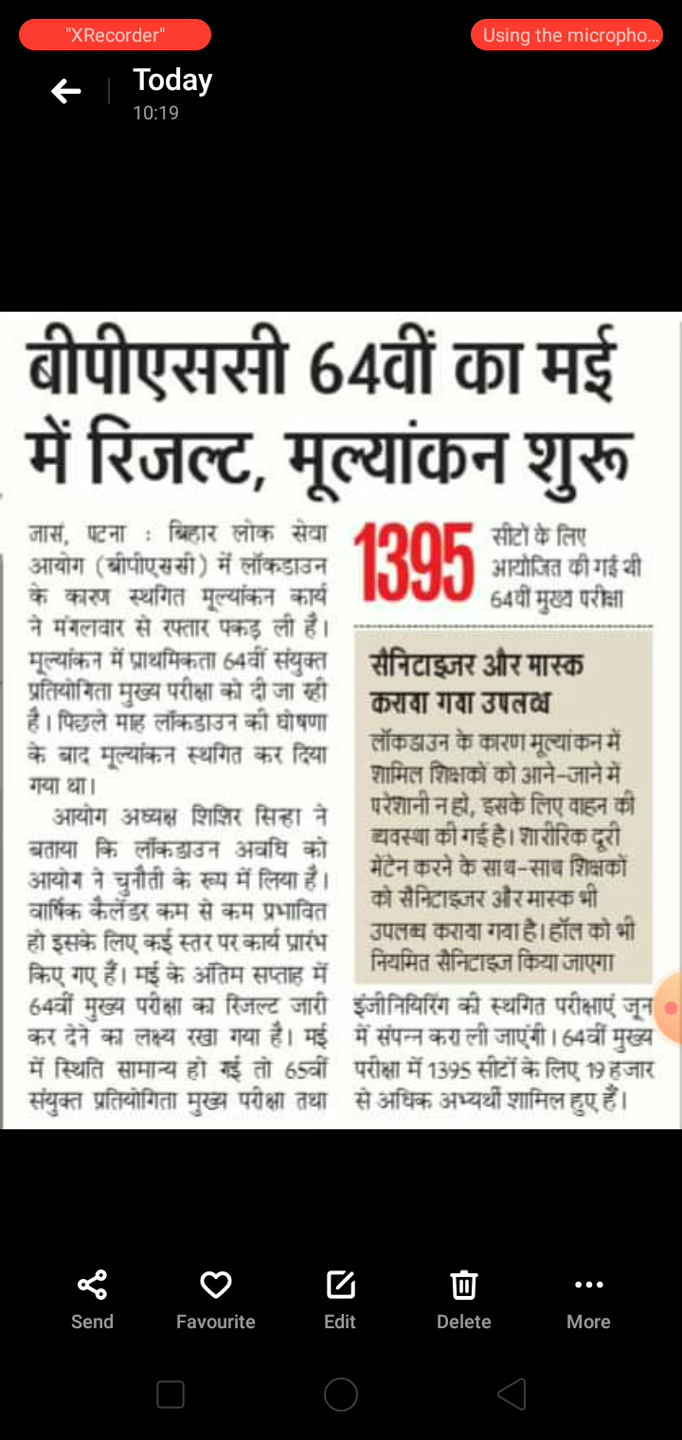 "XRecorder"
Using the micropho...
Today
10:19
बीपीएससी 64वीं का मई
में रिजल्ट, मूल्यांकन शुरू
जासं, पटना : बिहार लोक सेवा
आयोग (बीपीएससी) में लॉकडाउन
के कारण स्थगित मूल्यांकन कार्य
ने मंगलवार से रफ्तार पकड़ ली है।
मूल्यांकन में प्राथमिकता 64वीं संयुक्त
प्रतियोगिता मुख्य परीक्षा को दी जा रही
है। पिछले माह लॉकडाउन की घोषणा
के बाद मूल्यांकन स्थगित कर दिया
गया था।
आयोग अध्यक्ष शिशिर सिन्हा ने
बताया कि लॉकडाउन अवधि को
आयोग ने चुनौती के रूप में लिया है।
वार्षिक कैलेंडर कम से कम प्रभावित
हो इसके लिए कई स्तर पर कार्य प्रारंभ
किए गए हैं। मई के अंतिम सप्ताह में
64वीं मुख्य परीक्षा का रिजल्ट जारी
कर देने का लक्ष्य रखा गया है। मई
में स्थिति सामान्य हो गई तो 65वीं
संयुक्त प्रतियोगिता मुख्य परीक्षा तथा
1395
सीटों के लिए
आयोजित की गई थी
64वीं मुख्य परीक्षा
सैनिटाइजर और मास्क
कराया गया उपलब्ध
लॉकडाउन के कारण मूल्यांकन में
शामिल शिक्षकों को आने-जाने में
परेशानी न हो, इसके लिए वाहन की
व्यवस्था की गई है। शारीरिक दूरी
मेंटेन करने के साथ-साथ शिक्षकों
को सैनिटाइजर और मास्क भी
उपलब्ध कराया गया है। हॉल को भी
नियमित सैनिटाइज किया जाएगा
इंजीनियिरिंग की स्थगित परीक्षाएं जून
में संपन्न करा ली जाएंगी। 64वीं मुख्य
परीक्षा में 1395 सीटों के लिए 19 हजार
से अधिक अभ्यर्थी शामिल हुए हैं।
Send
Favourite
Edit
Delete
More